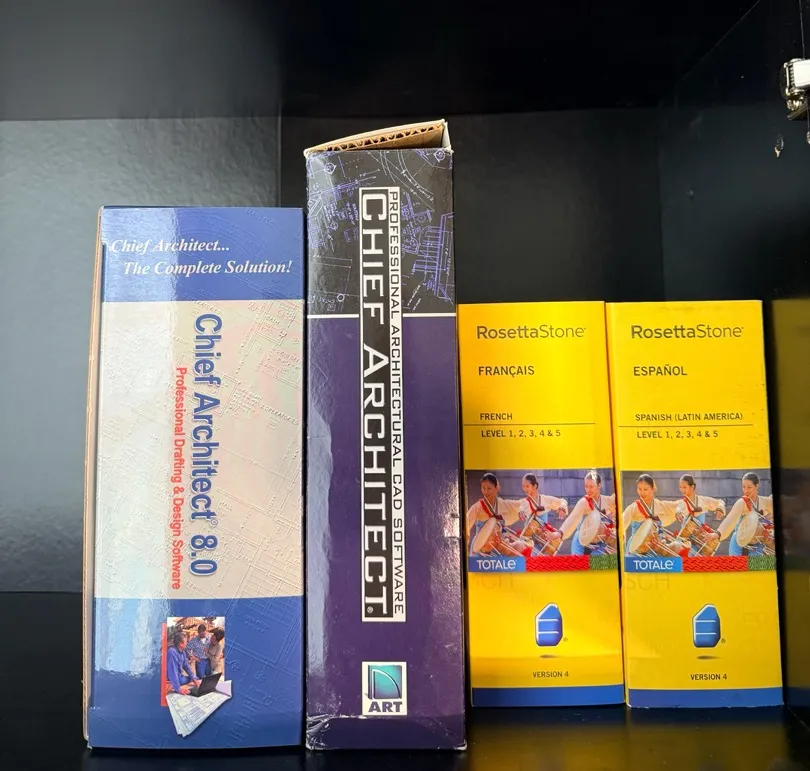 Chief Architect...
The Complete Solution!
Chief Architect® 8.0
Professional Drafting & Design Software
PROFESSIONAL ARCHITECTURAL CAD SOFTWARE
CHIEF ARCHITECT®
ART
RosettaStone®
FRANÇAIS
FRENCH
LEVEL 1, 2, 3, 4 & 5
TOTALe®
®
VERSION 4
RosettaStone®
ESPAÑOL
SPANISH (LATIN AMERICA)
LEVEL 1, 2, 3, 4 & 5
TOTALe®
®
VERSION 4